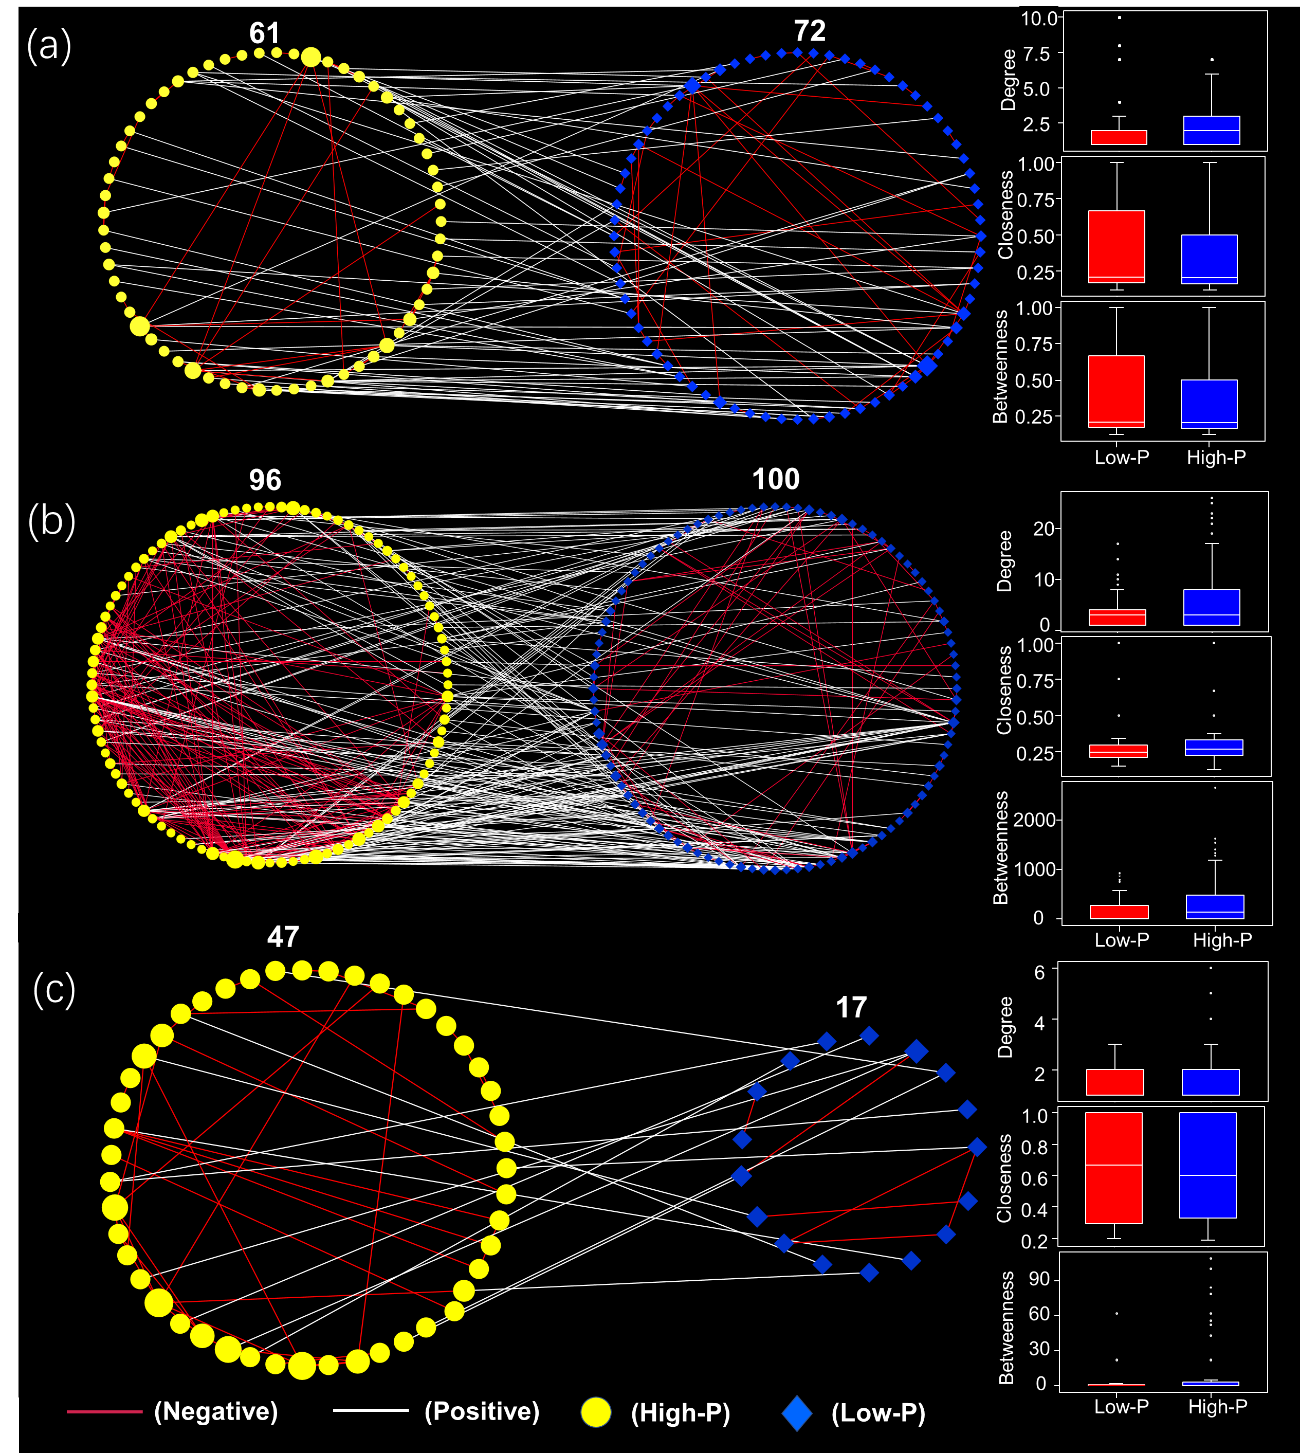 (a)
61
72
Degree
10.0
7.5
5.0
2.5
Closeness
1.00
0.75
0.50
0.25
Betweenness
1.00
0.75
0.50
0.25
Low-P High-P
(b)
96
100
Degree
20
10
0
Closeness
1.00
0.75
0.50
0.25
Betweenness
2000
1000
0
Low-P High-P
(c)
47
17
Degree
6
4
2
Closeness
1.0
0.8
0.6
0.4
0.2
Betweenness
90
60
30
0
Low-P High-P
(Negative) (Positive) (High-P) (Low-P)